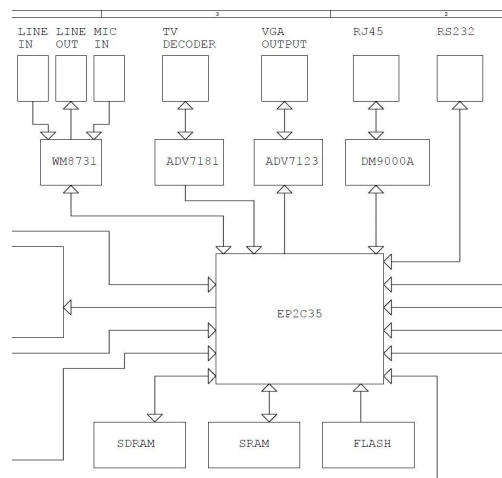 3 2
LINE LINE MIC TV VGA RJ45 RS232
IN OUT IN DECODER OUTPUT
WM8731 ADV7181 ADV7123 DM9000A
EP2C35
SDRAM SRAM FLASH